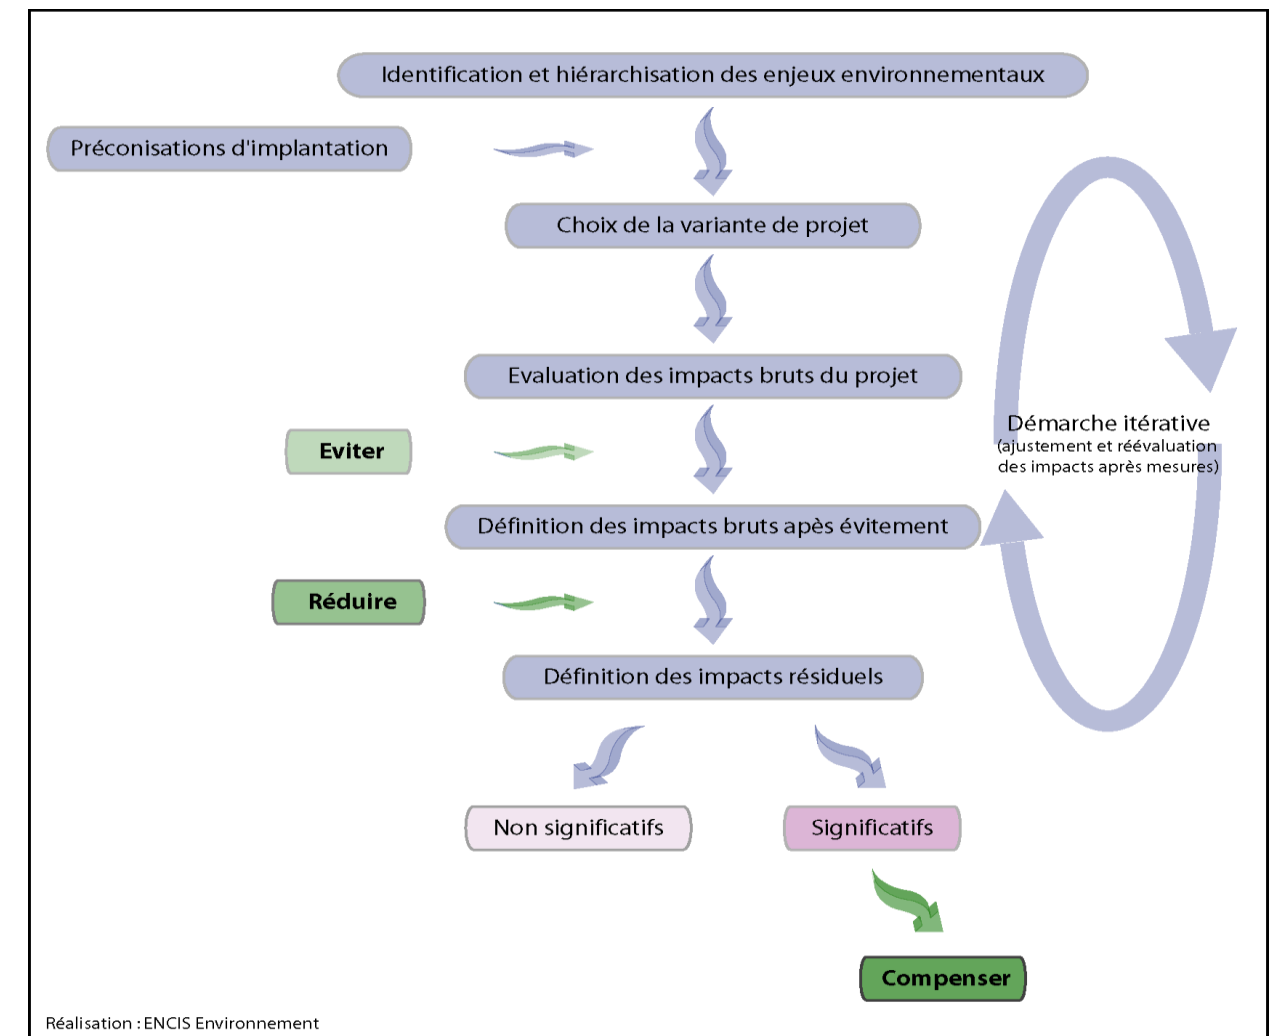 Identification et hiérarchisation des enjeux environnementaux
Préconisations d'implantation
Choix de la variante de projet
Evaluation des impacts bruts du projet
Démarche itérative
(ajustement et réévaluation
des impacts après mesures)
Eviter
Définition des impacts bruts apès évitement
Réduire
Définition des impacts résiduels
Non significatifs
Significatifs
Compenser
Réalisation : ENCIS Environnement